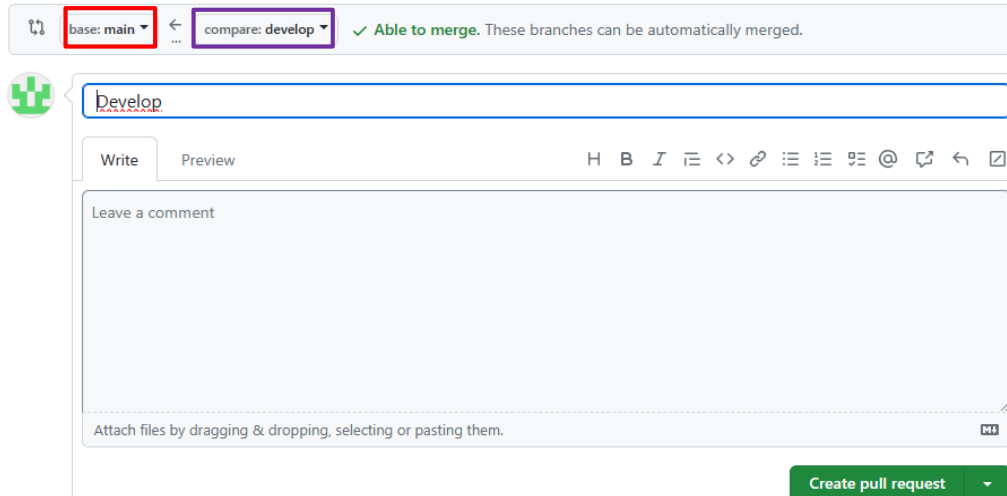 base: main compare: develop Able to merge. These branches can be automatically merged.
Develop
Write Preview
Leave a comment
Attach files by dragging & dropping, selecting or pasting them.
Create pull request